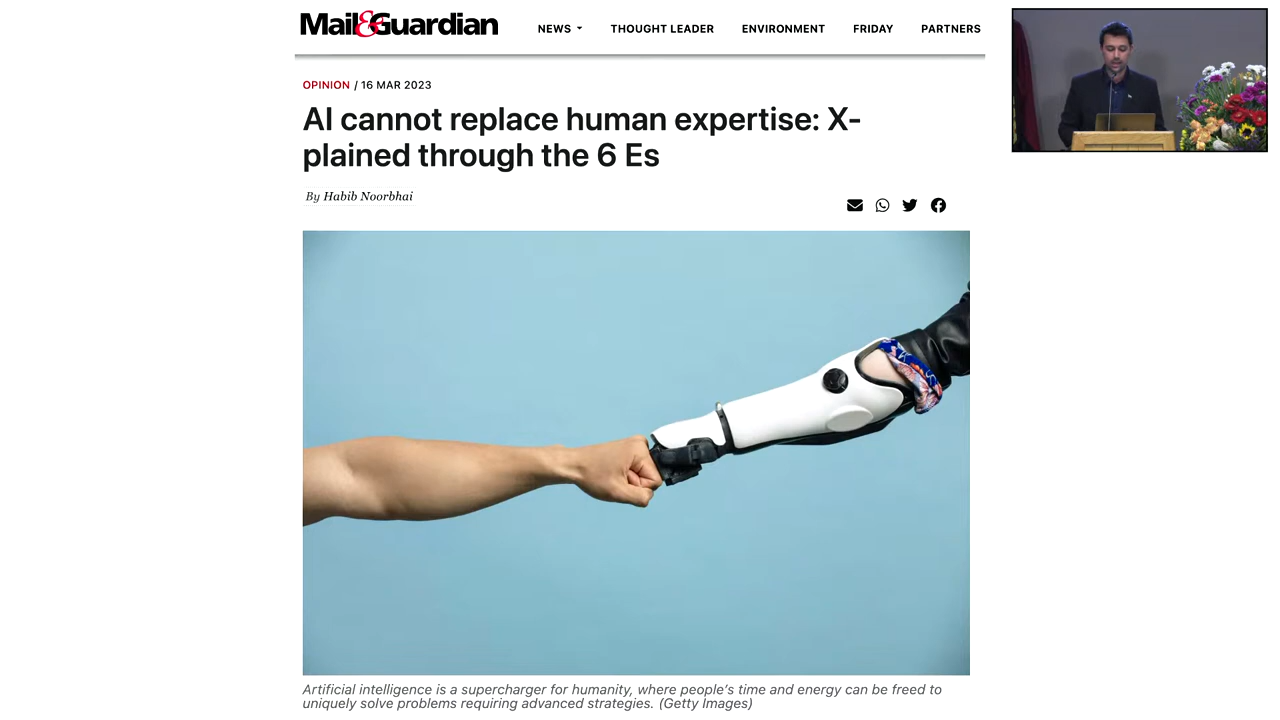 Mail&Guardian
NEWS THOUGHT LEADER ENVIRONMENT FRIDAY PARTNERS
OPINION / 16 MAR 2023
AI cannot replace human expertise: X-
plained through the 6 Es
By Habib Noorbhai
Artificial intelligence is a supercharger for humanity, where people's time and energy can be freed to
uniquely solve problems requiring advanced strategies. (Getty Images)